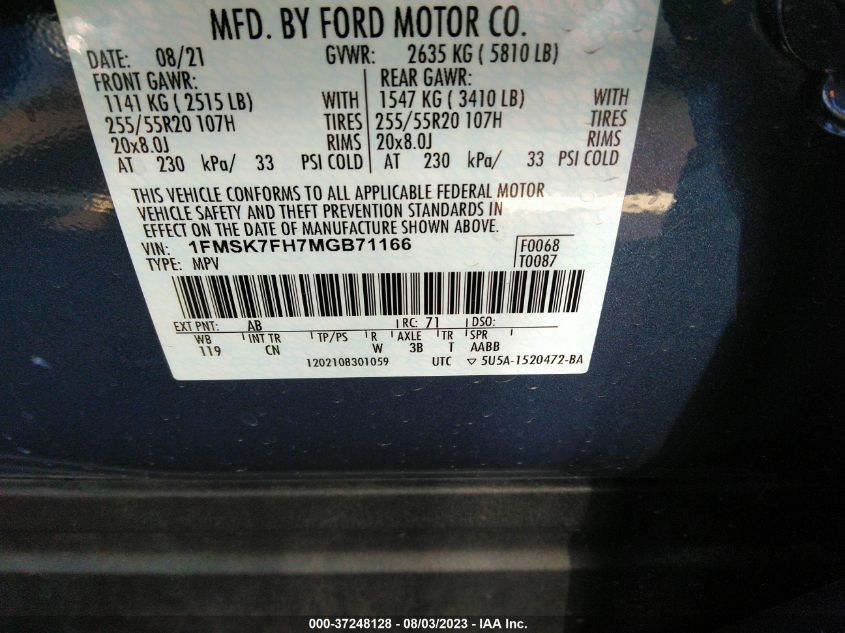 MFD. BY FORD MOTOR CO.
DATE: 08/21 GVWR: 2635 KG ( 5810 LB)
FRONT GAWR: REAR GAWR:
1141 KG ( 2515 LB) WITH 1547 KG ( 3410 LB) WITH
255/55R20 107H TIRES 255/55R20 107H TIRES
20x8.0J RIMS 20x8.0J RIMS
AT 230 kPa/ 33 PSI COLD AT 230 kPa/ 33 PSI COLD
THIS VEHICLE CONFORMS TO ALL APPLICABLE FEDERAL MOTOR
VEHICLE SAFETY AND THEFT PREVENTION STANDARDS IN
EFFECT ON THE DATE OF MANUFACTURE SHOWN ABOVE.
VIN: 1FMSK7FH7MGB71166 F0068
TYPE: MPV T0087
EXT PNT: AB RC: 71 DSO:
WB INT TR TP/PS R AXLE TR SPR
119 CN W 3B T AABB
1202108301059 UTC ▽ 5U5A-1520472-BA
000-37248128 - 08/03/2023 - IAA Inc.